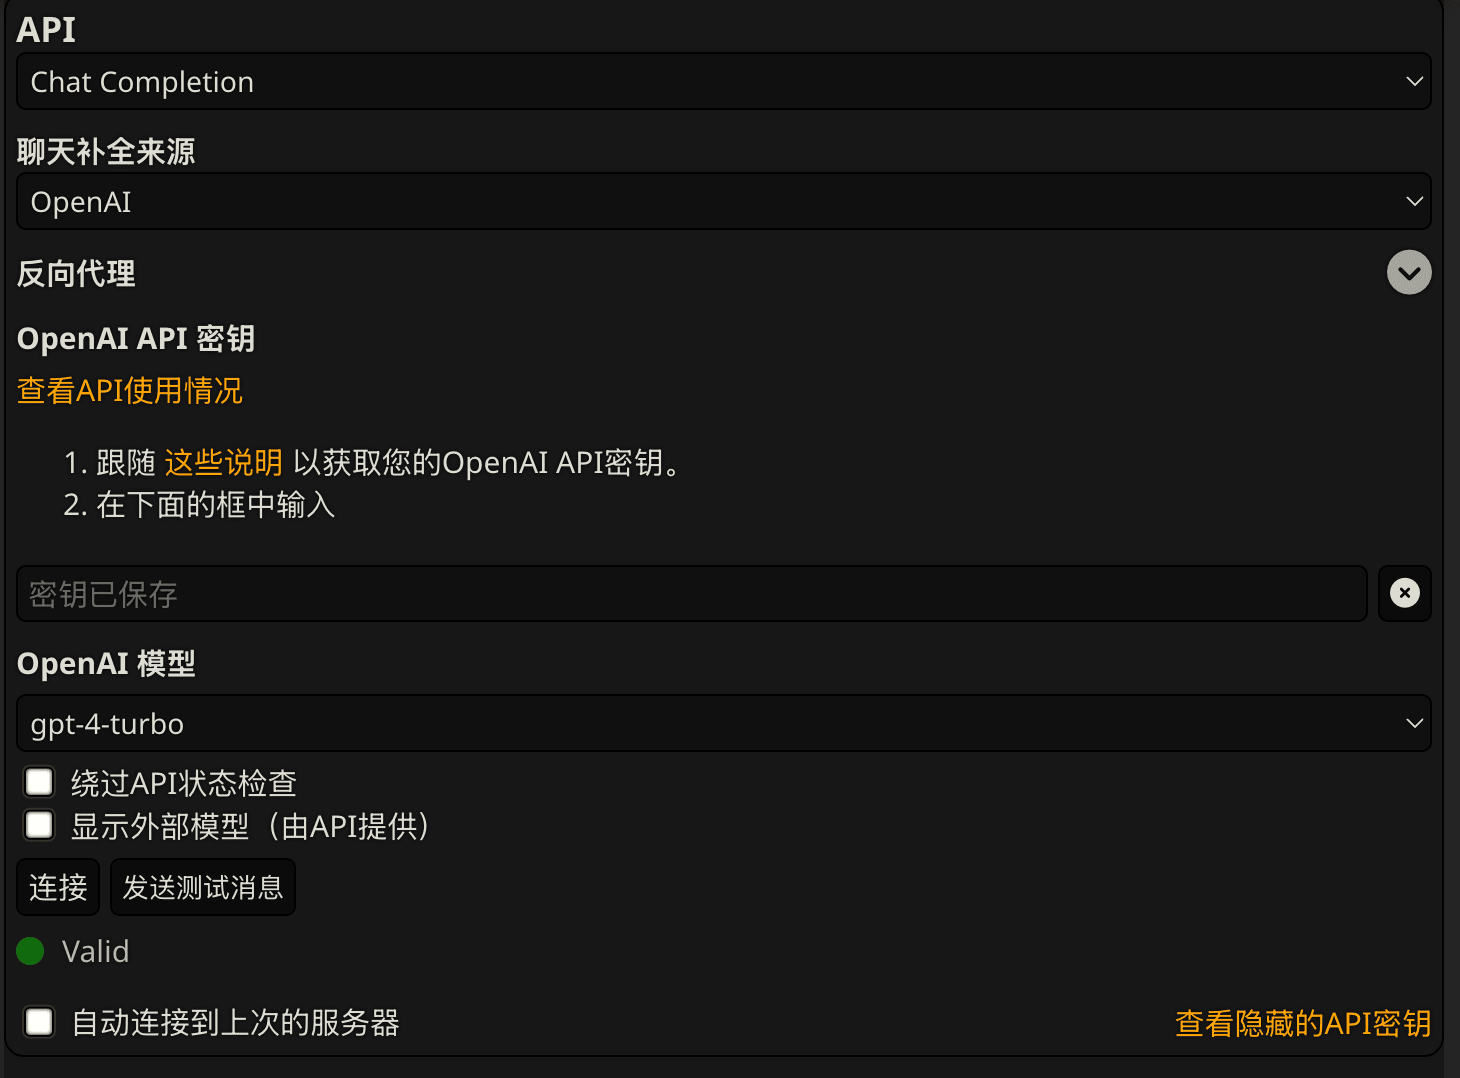 API
Chat Completion
聊天补全来源
OpenAI
反向代理
OpenAI API 密钥
查看API使用情况
1. 跟随 这些说明 以获取您的OpenAI API密钥。
2. 在下面的框中输入
密钥已保存
OpenAI 模型
gpt-4-turbo
绕过API状态检查
显示外部模型（由API提供）
连接 发送测试消息
Valid
自动连接到上次的服务器 查看隐藏的API密钥